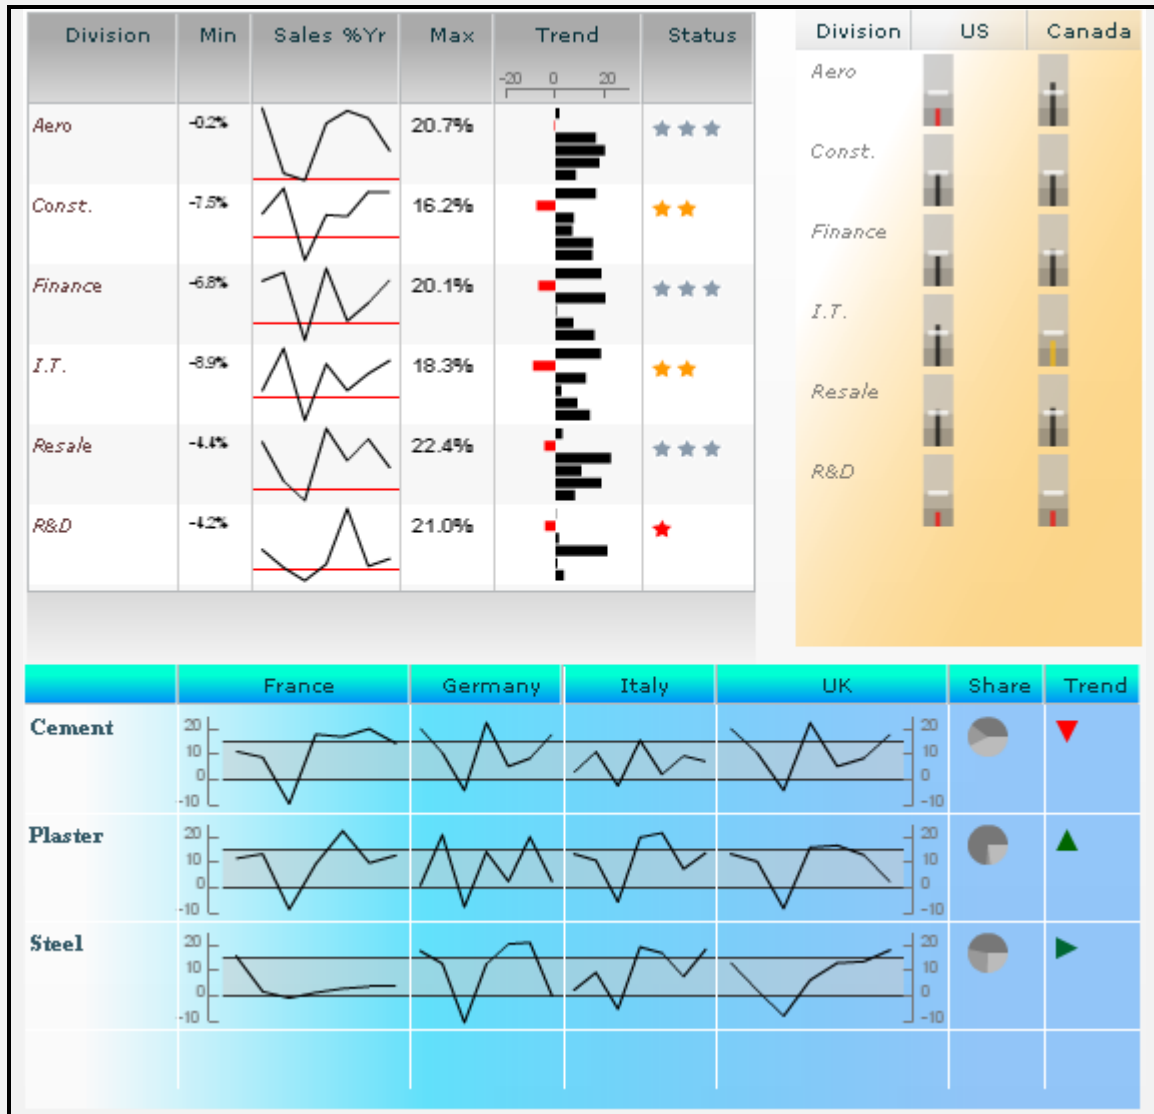 Division Min Sales %Yr Max Trend Status
-20 0 20
Aero -0.2% 20.7%
Const. -7.5% 16.2%
Finance -6.8% 20.1%
I.T. -8.9% 18.3%
Resale -4.4% 22.4%
R&D -4.2% 21.0%
Division US Canada
Aero
Const.
Finance
I.T.
Resale
R&D
France Germany Italy UK Share Trend
Cement 20 20
10 10
0 0
-10 -10
Plaster 20 20
10 10
0 0
-10 -10
Steel 20 20
10 10
0 0
-10 -10